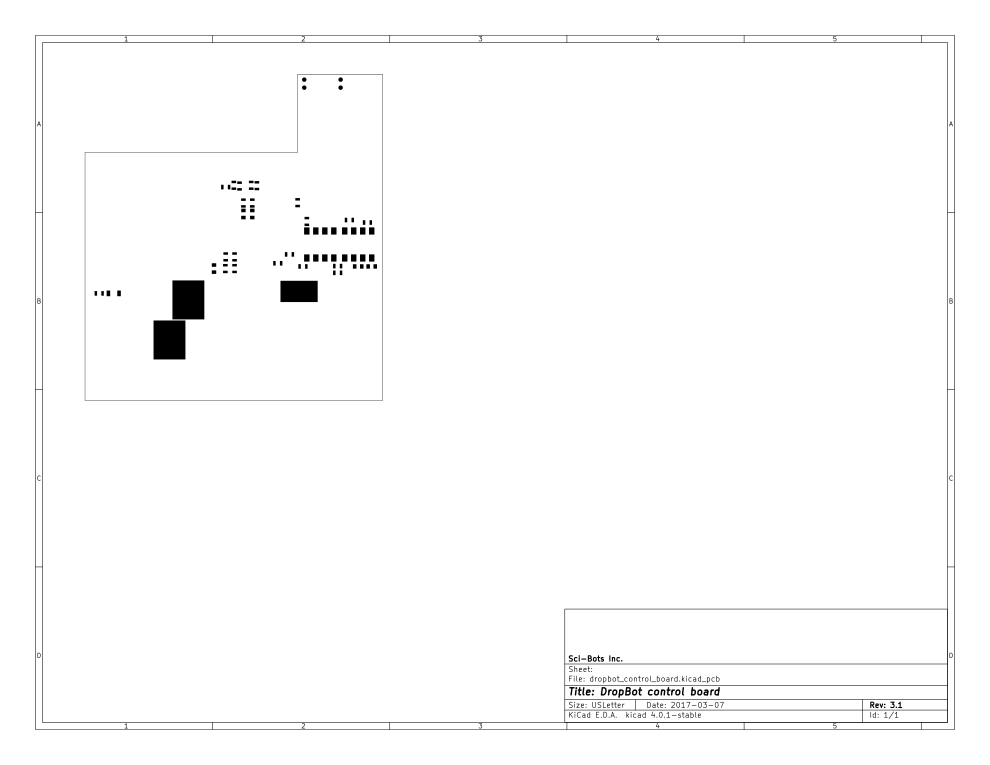 1 2 3 4 5
A A
B B
C C
D D
Sci-Bots Inc.
Sheet:
File: dropbot_control_board.kicad_pcb
Title: DropBot control board
Size: USLetter Date: 2017-03-07 Rev: 3.1
KiCad E.D.A. kicad 4.0.1-stable Id: 1/1
1 2 3 4 5